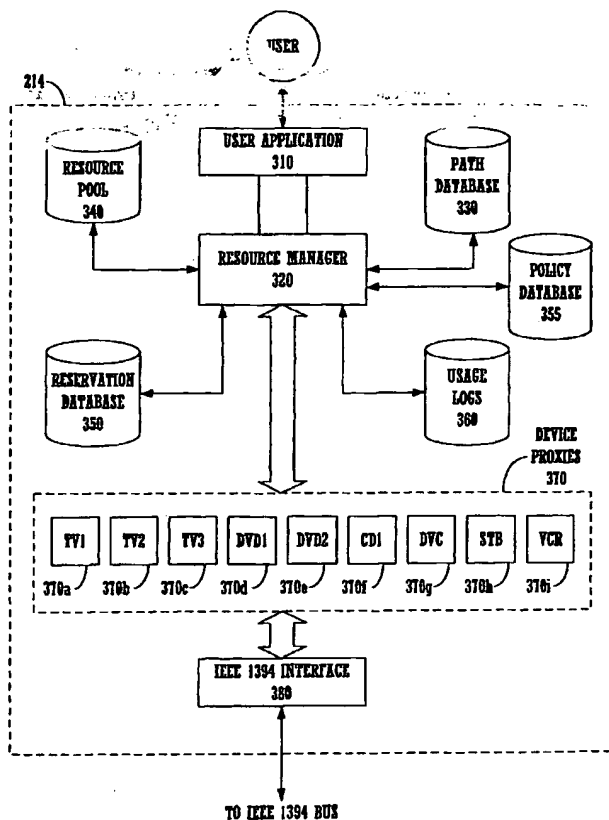 USER
214
USER APPLICATION
310
RESOURCE
POOL
340
PATH
DATABASE
330
RESOURCE MANAGER
320
POLICY
DATABASE
355
RESERVATION
DATABASE
350
USAGE
LOGS
360
DEVICE
PROXIES
370
TV1 TV2 TV3 DVD1 DVD2 CD1 DVC STB VCR
370a 370b 370c 370d 370e 370f 370g 370h 370i
IEEE 1394 INTERFACE
380
TO IEEE 1394 BUS